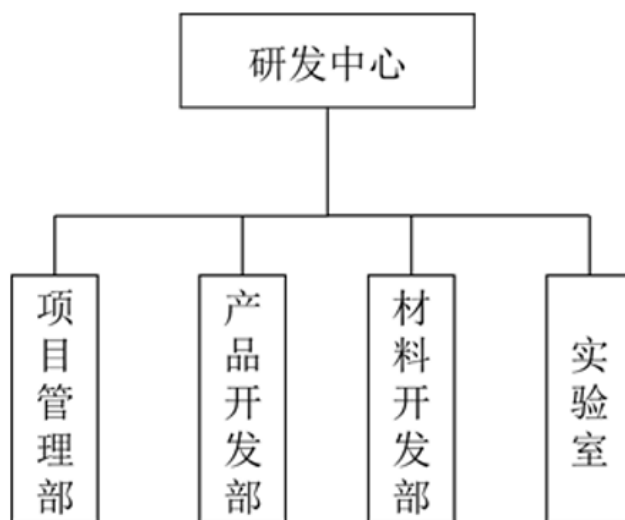 研发中心
项目管理部
产品开发部
材料开发部
实验室